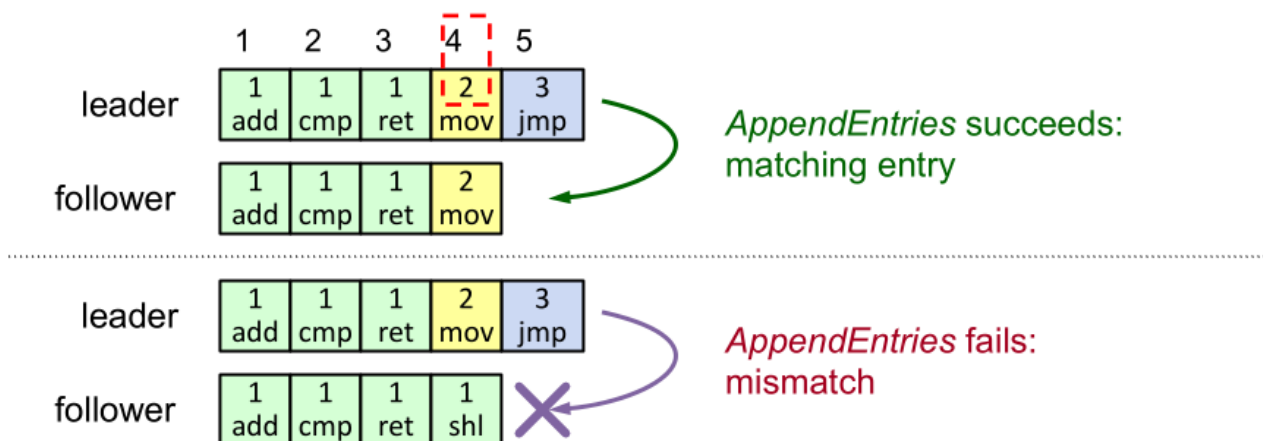 1 2 3 4 5
leader
1 1 1 2 3
add cmp ret mov jmp
AppendEntries succeeds:
matching entry
follower
1 1 1 2
add cmp ret mov
leader
1 1 1 2 3
add cmp ret mov jmp
AppendEntries fails:
mismatch
follower
1 1 1 1
add cmp ret shl